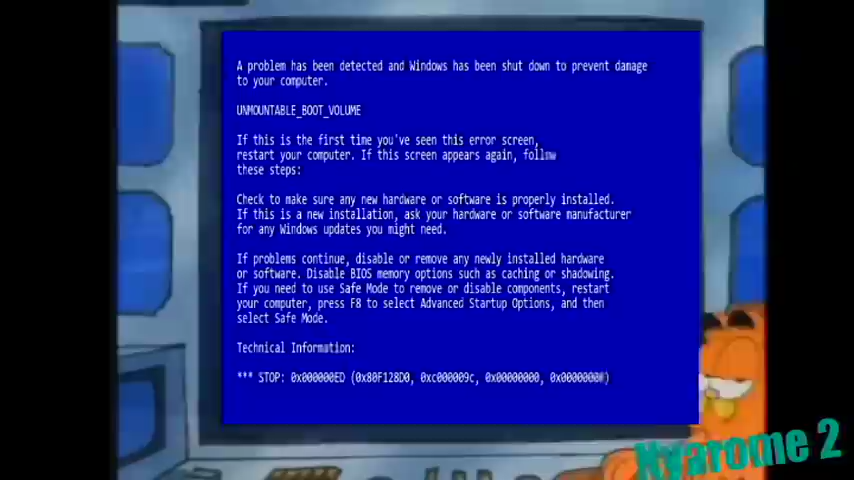 A problem has been detected and Windows has been shut down to prevent damage
to your computer.
UNMOUNTABLE_BOOT_VOLUME
If this is the first time you've seen this error screen,
restart your computer. If this screen appears again, follow
these steps:
Check to make sure any new hardware or software is properly installed.
If this is a new installation, ask your hardware or software manufacturer
for any Windows updates you might need.
If problems continue, disable or remove any newly installed hardware
or software. Disable BIOS memory options such as caching or shadowing.
If you need to use Safe Mode to remove or disable components, restart
your computer, press F8 to select Advanced Startup Options, and then
select Safe Mode.
Technical Information:
*** STOP: 0x000000ED (0x80F128D0, 0xc000009c, 0x00000000, 0x00000000)
Nyarome 2